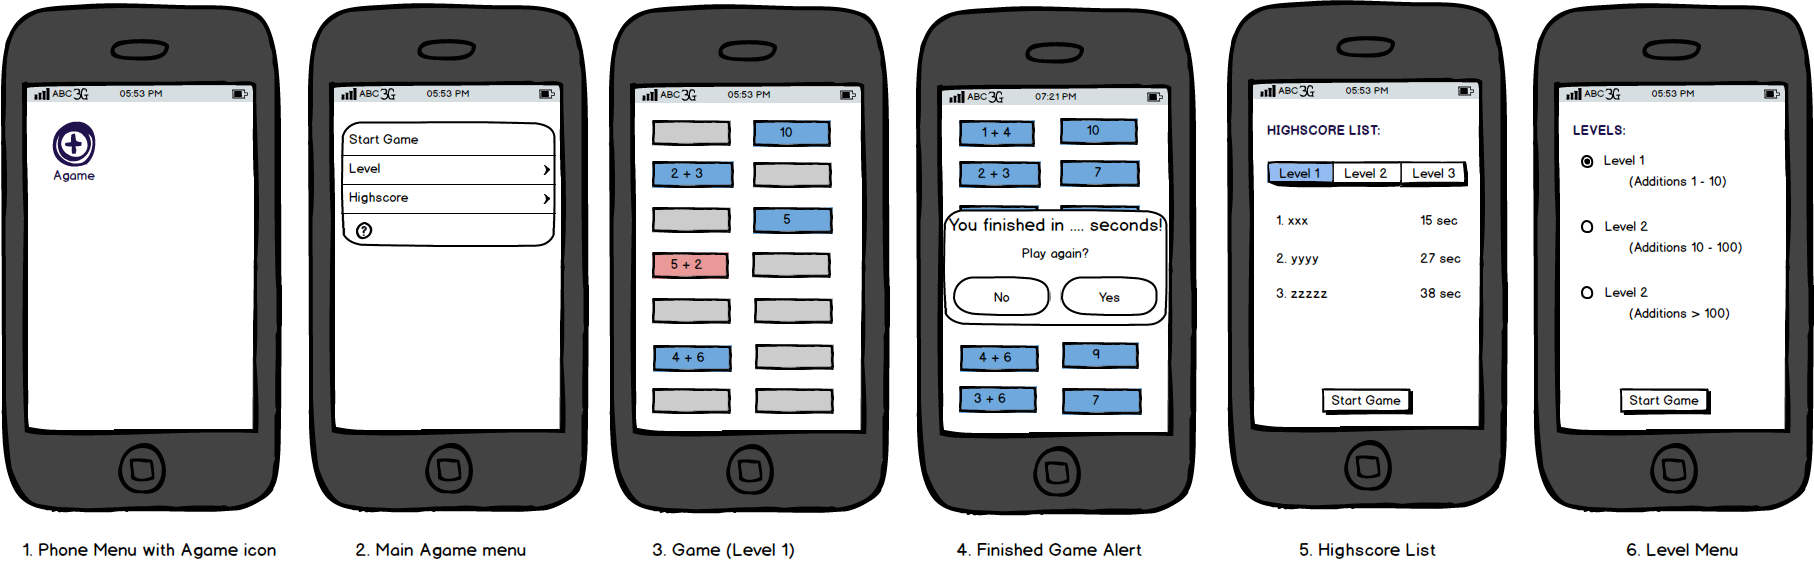 ABC 3G 05:53 PM
Agame
1. Phone Menu with Agame icon
ABC 3G 05:53 PM
Start Game
Level
Highscore
?
2. Main Agame menu
ABC 3G 05:53 PM
10
2 + 3
5
5 + 2
4 + 6
3. Game (Level 1)
ABC 3G 07:21 PM
1 + 4 10
2 + 3 7
You finished in .... seconds!
Play again?
No Yes
4 + 6 9
3 + 6 7
4. Finished Game Alert
ABC 3G 05:53 PM
HIGHSCORE LIST:
Level 1 Level 2 Level 3
1. xxx 15 sec
2. yyyy 27 sec
3. zzzzz 38 sec
Start Game
5. Highscore List
ABC 3G 05:53 PM
LEVELS:
Level 1
(Additions 1 - 10)
Level 2
(Additions 10 - 100)
Level 2
(Additions > 100)
Start Game
6. Level Menu